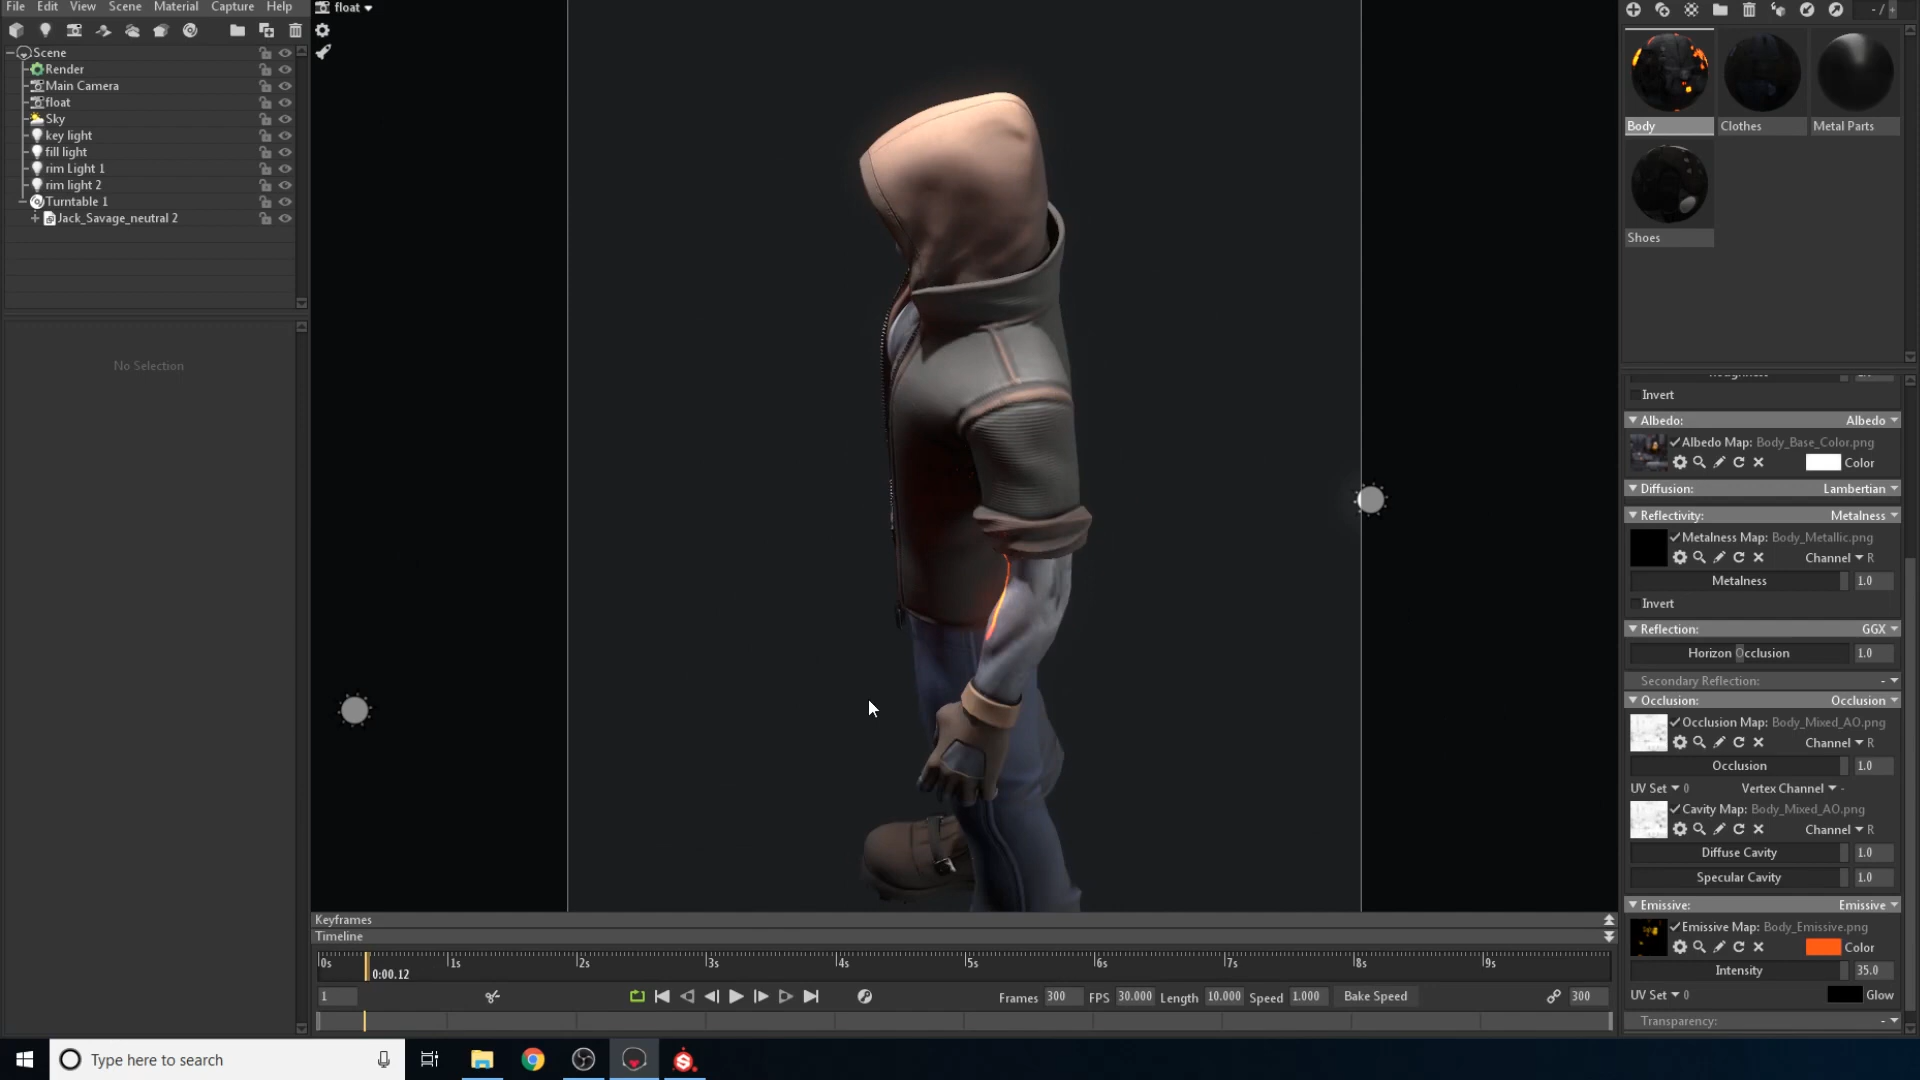 File Edit View Scene Material Capture Help
Scene
Render
Main Camera
float
Sky
key light
fill light
rim Light 1
rim light 2
Turntable 1
Jack_Savage_neutral 2
No Selection
float
Keyframes
Timeline
0s 1s 2s 3s 4s 5s 6s 7s 8s 9s
0:00.12
1
Frames 300 FPS 30.000 Length 10.000 Speed 1.000 Bake Speed 300
- /
Body Clothes Metal Parts
Shoes
Invert
Albedo: Albedo
Albedo Map: Body_Base_Color.png
Color
Diffusion: Lambertian
Reflectivity: Metalness
Metalness Map: Body_Metallic.png
Channel R
Metalness 1.0
Invert
Reflection: GGX
Horizon Occlusion 1.0
Secondary Reflection: -
Occlusion: Occlusion
Occlusion Map: Body_Mixed_AO.png
Channel R
Occlusion 1.0
UV Set 0 Vertex Channel -
Cavity Map: Body_Mixed_AO.png
Channel R
Diffuse Cavity 1.0
Specular Cavity 1.0
Emissive: Emissive
Emissive Map: Body_Emissive.png
Color
Intensity 35.0
UV Set 0 Glow
Transparency: -
Type here to search